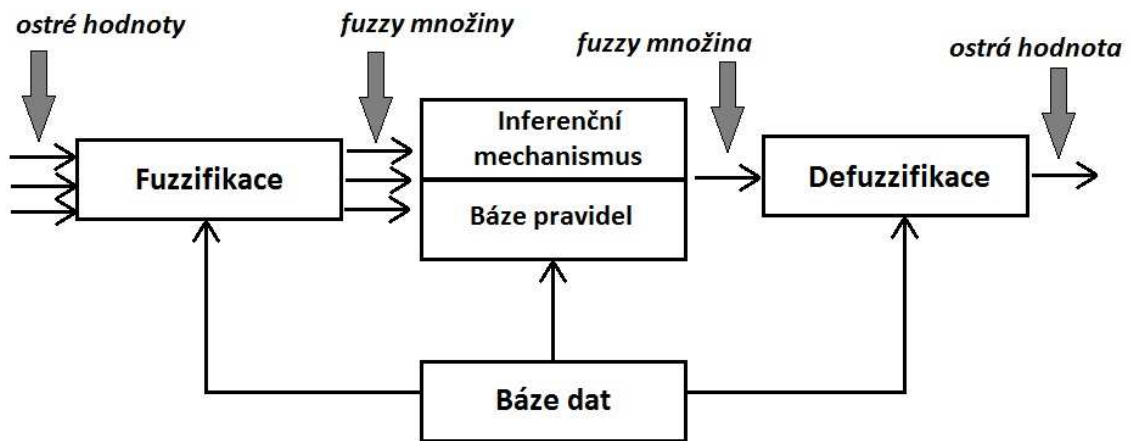 ostré hodnoty
fuzzy množiny
fuzzy množina
ostrá hodnota
Fuzzifikace
Inferenční
mechanismus
Báze pravidel
Defuzzifikace
Báze dat